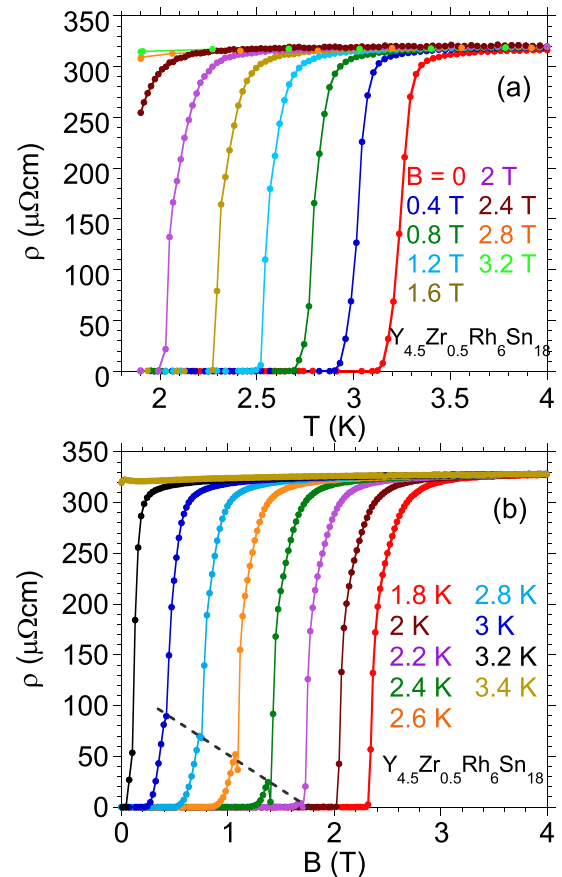 350
300
250
200
150
100
50
0
ρ (μΩcm)
(a)
B = 0 2 T
0.4 T 2.4 T
0.8 T 2.8 T
1.2 T 3.2 T
1.6 T
Y4.5Zr0.5Rh6Sn18
2 2.5 3 3.5 4
T (K)
350
300
250
200
150
100
50
0
ρ (μΩcm)
(b)
1.8 K 2.8 K
2 K 3 K
2.2 K 3.2 K
2.4 K 3.4 K
2.6 K
Y4.5Zr0.5Rh6Sn18
0 1 2 3 4
B (T)